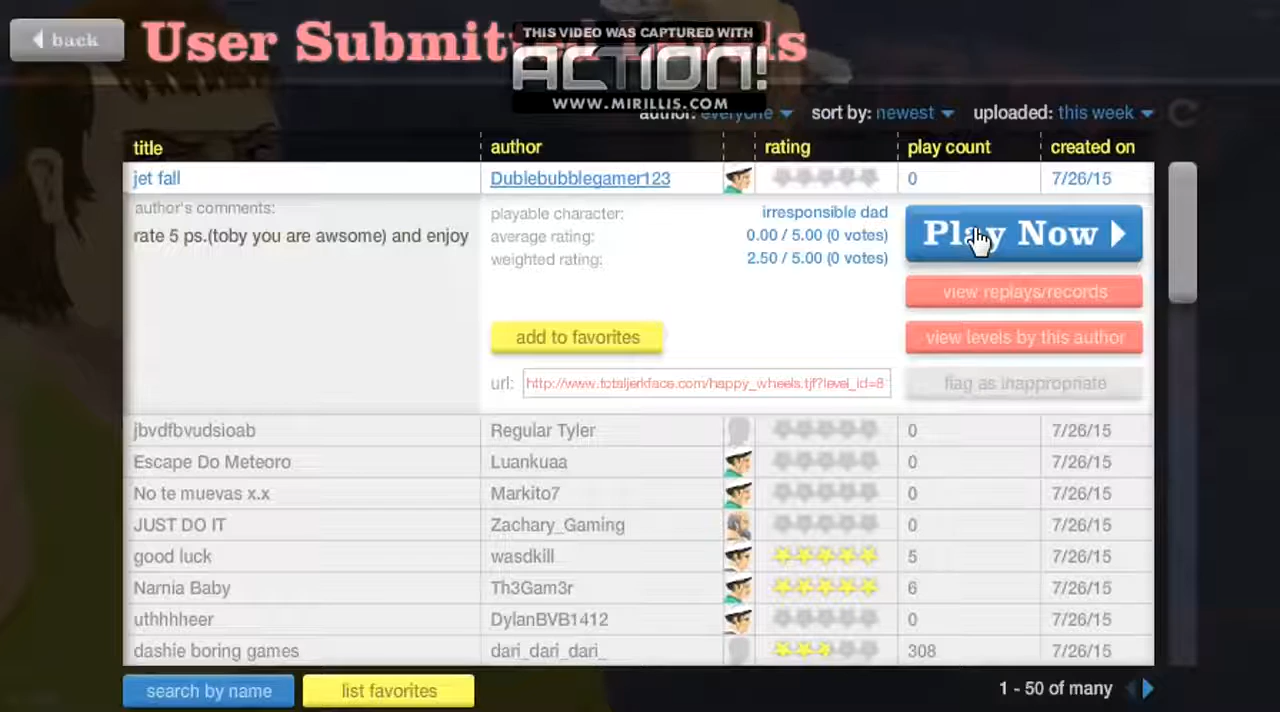 back
User Submit s
THIS VIDEO WAS CAPTURED WITH
ACTION!
WWW.MIRILLIS.COM
author: everyone sort by: newest uploaded: this week
title author rating play count created on
jet fall Dublebubblegamer123 0 7/26/15
author's comments:
rate 5 ps.(toby you are awsome) and enjoy
playable character: irresponsible dad
average rating: 0.00 / 5.00 (0 votes)
weighted rating: 2.50 / 5.00 (0 votes)
Play Now
view replays/records
add to favorites
view levels by this author
url: http://www.totaljerkface.com/happy_wheels.tjf?level_id=8
flag as inappropriate
jbvdfbvudsioab Regular Tyler 0 7/26/15
Escape Do Meteoro Luankuaa 0 7/26/15
No te muevas x.x Markito7 0 7/26/15
JUST DO IT Zachary_Gaming 0 7/26/15
good luck wasdkill 5 7/26/15
Narnia Baby Th3Gam3r 6 7/26/15
uthhhheer DylanBVB1412 0 7/26/15
dashie boring games dari_dari_dari_ 308 7/26/15
search by name list favorites 1 - 50 of many